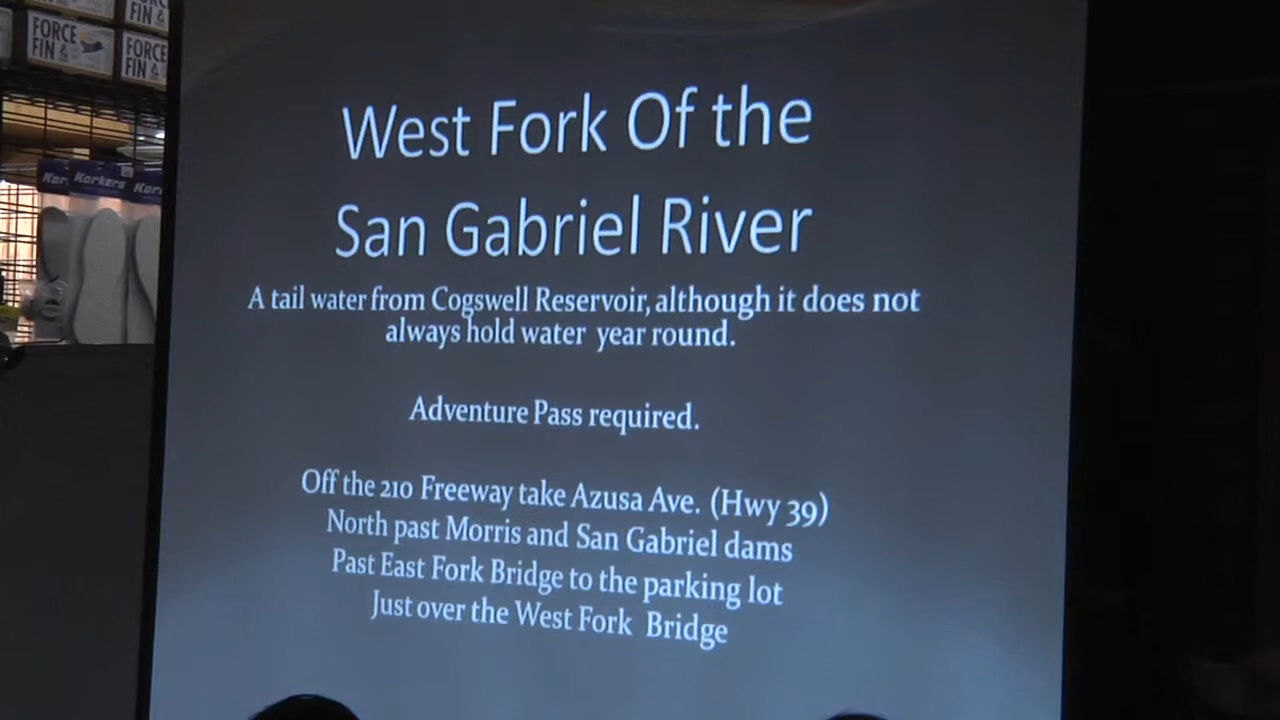 FIN &
FORCE
FIN &
FORCE
FIN &
Kor
Korkers
Kor
West Fork Of the
San Gabriel River
A tail water from Cogswell Reservoir, although it does not
always hold water year round.
Adventure Pass required.
Off the 210 Freeway take Azusa Ave. (Hwy 39)
North past Morris and San Gabriel dams
Past East Fork Bridge to the parking lot
Just over the West Fork Bridge